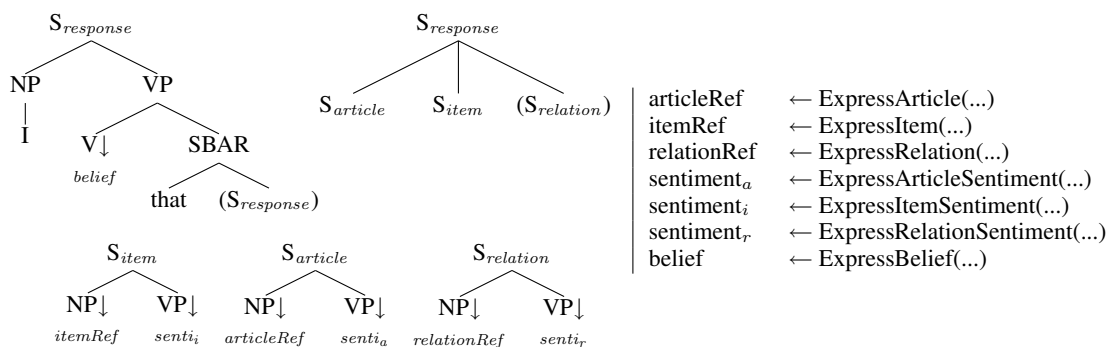 S_response S_response
NP VP
I V↓ SBAR
belief
that (S_response)
S_article S_item (S_relation)
S_item S_article S_relation
NP↓ VP↓ NP↓ VP↓ NP↓ VP↓
itemRef senti_i articleRef senti_a relationRef senti_r
articleRef ← ExpressArticle(...)
itemRef ← ExpressItem(...)
relationRef ← ExpressRelation(...)
sentiment_a ← ExpressArticleSentiment(...)
sentiment_i ← ExpressItemSentiment(...)
sentiment_r ← ExpressRelationSentiment(...)
belief ← ExpressBelief(...)